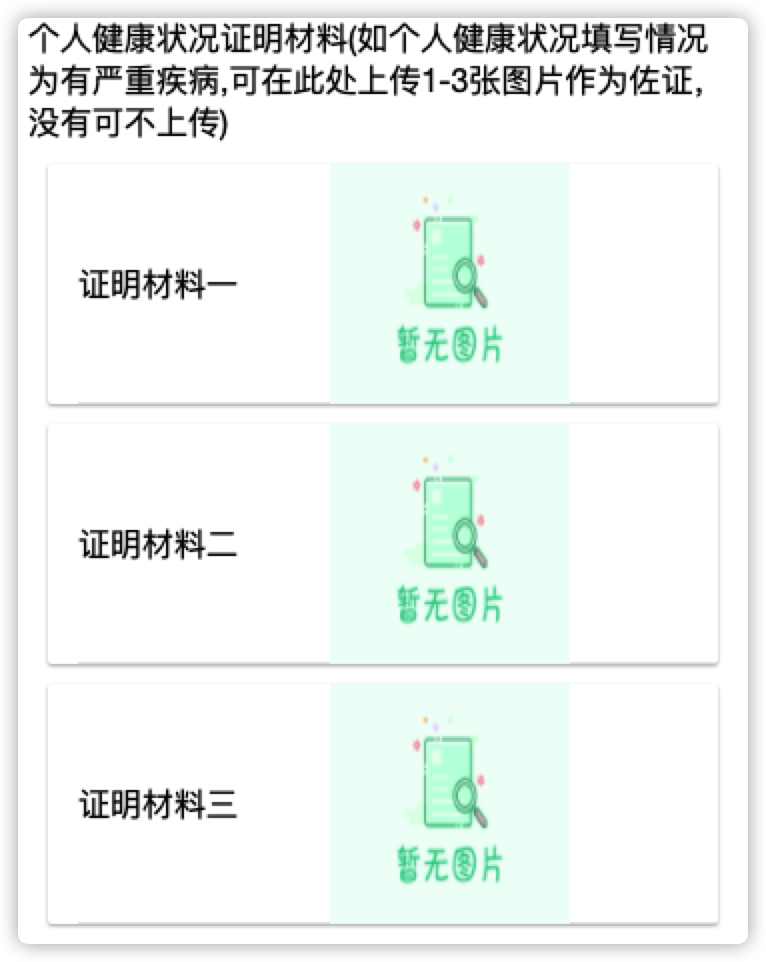 个人健康状况证明材料(如个人健康状况填写情况
为有严重疾病,可在此处上传1-3张图片作为佐证,
没有可不上传)
证明材料一
暂无图片
证明材料二
暂无图片
证明材料三
暂无图片